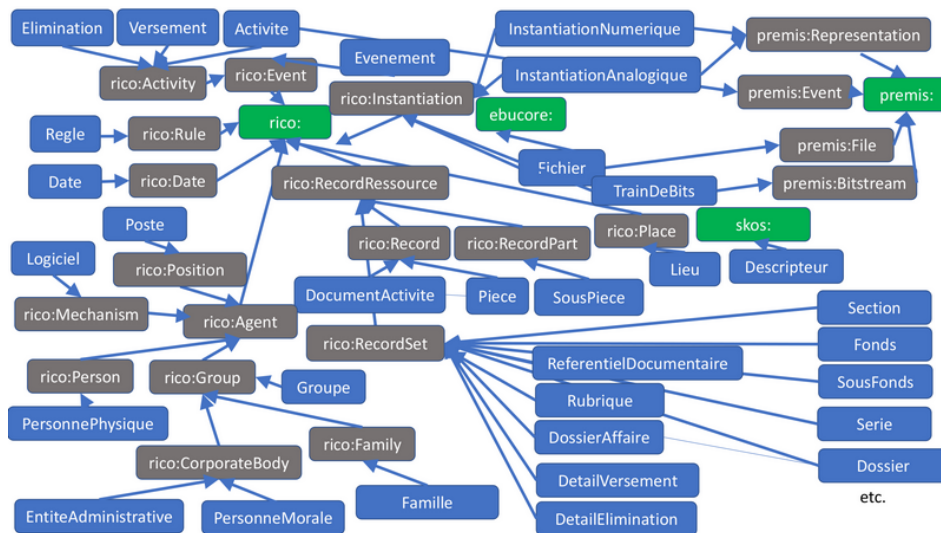 Elimination
Versement
Activite
InstantiationNumerique
premis:Representation
Evenement
rico:Activity
rico:Event
InstantiationAnalogique
rico:Instantiation
premis:Event
premis:
ebucore:
Regle
rico:Rule
rico:
premis:File
Fichier
Date
rico:Date
rico:RecordRessource
TrainDeBits
premis:Bitstream
Poste
rico:Place
skos:
rico:Record
rico:RecordPart
Logiciel
rico:Position
Lieu
Descripteur
DocumentActivite
Piece
SousPiece
rico:Mechanism
rico:Agent
Section
rico:RecordSet
Fonds
ReferentielDocumentaire
rico:Person
rico:Group
Groupe
SousFonds
Rubrique
PersonnePhysique
Serie
rico:Family
DossierAffaire
rico:CorporateBody
Dossier
DetailVersement
etc.
Famille
EntiteAdministrative
PersonneMorale
DetailElimination